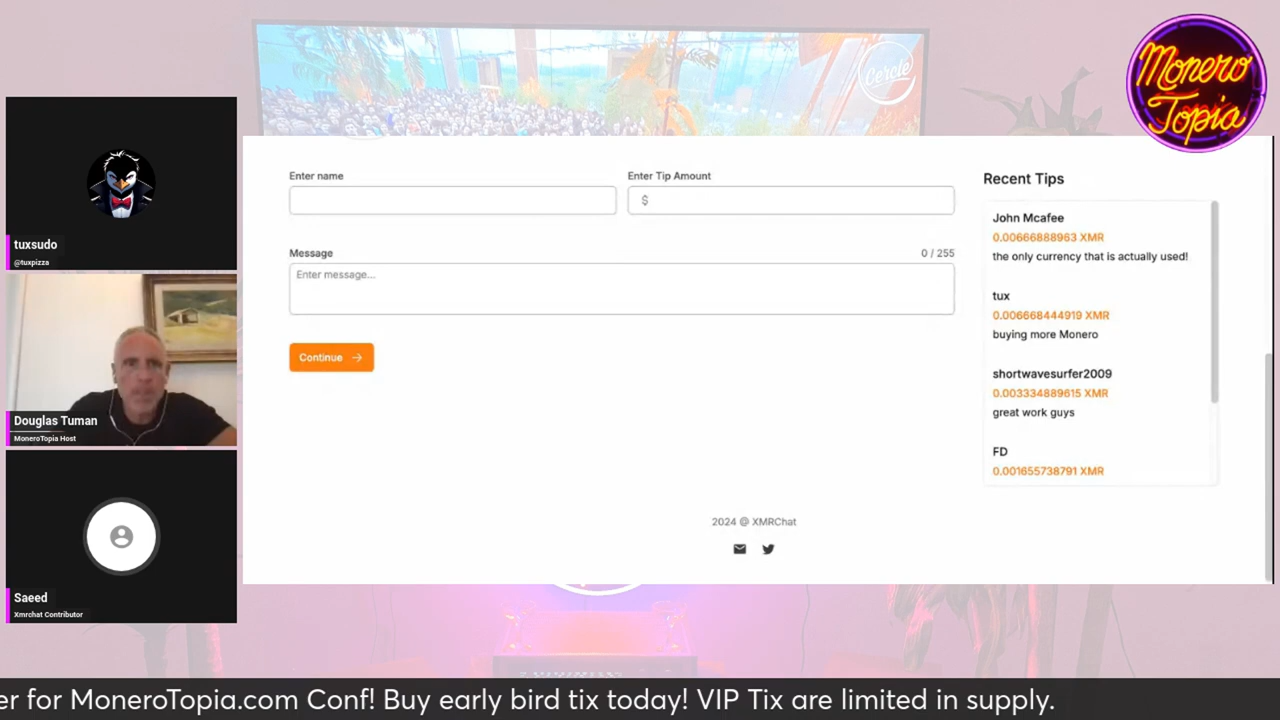 Cercle
Monero
Topia
tuxsudo
@tuxpizza
Douglas Tuman
MoneroTopia Host
Saeed
Xmrchat Contributor
Enter name
Enter Tip Amount
$
Message
0 / 255
Enter message...
Continue →
Recent Tips
John Mcafee
0.00666888963 XMR
the only currency that is actually used!
tux
0.006668444919 XMR
buying more Monero
shortwavesurfer2009
0.003334889615 XMR
great work guys
FD
0.001655738791 XMR
2024 @ XMRChat
er for MoneroTopia.com Conf! Buy early bird tix today! VIP Tix are limited in supply.